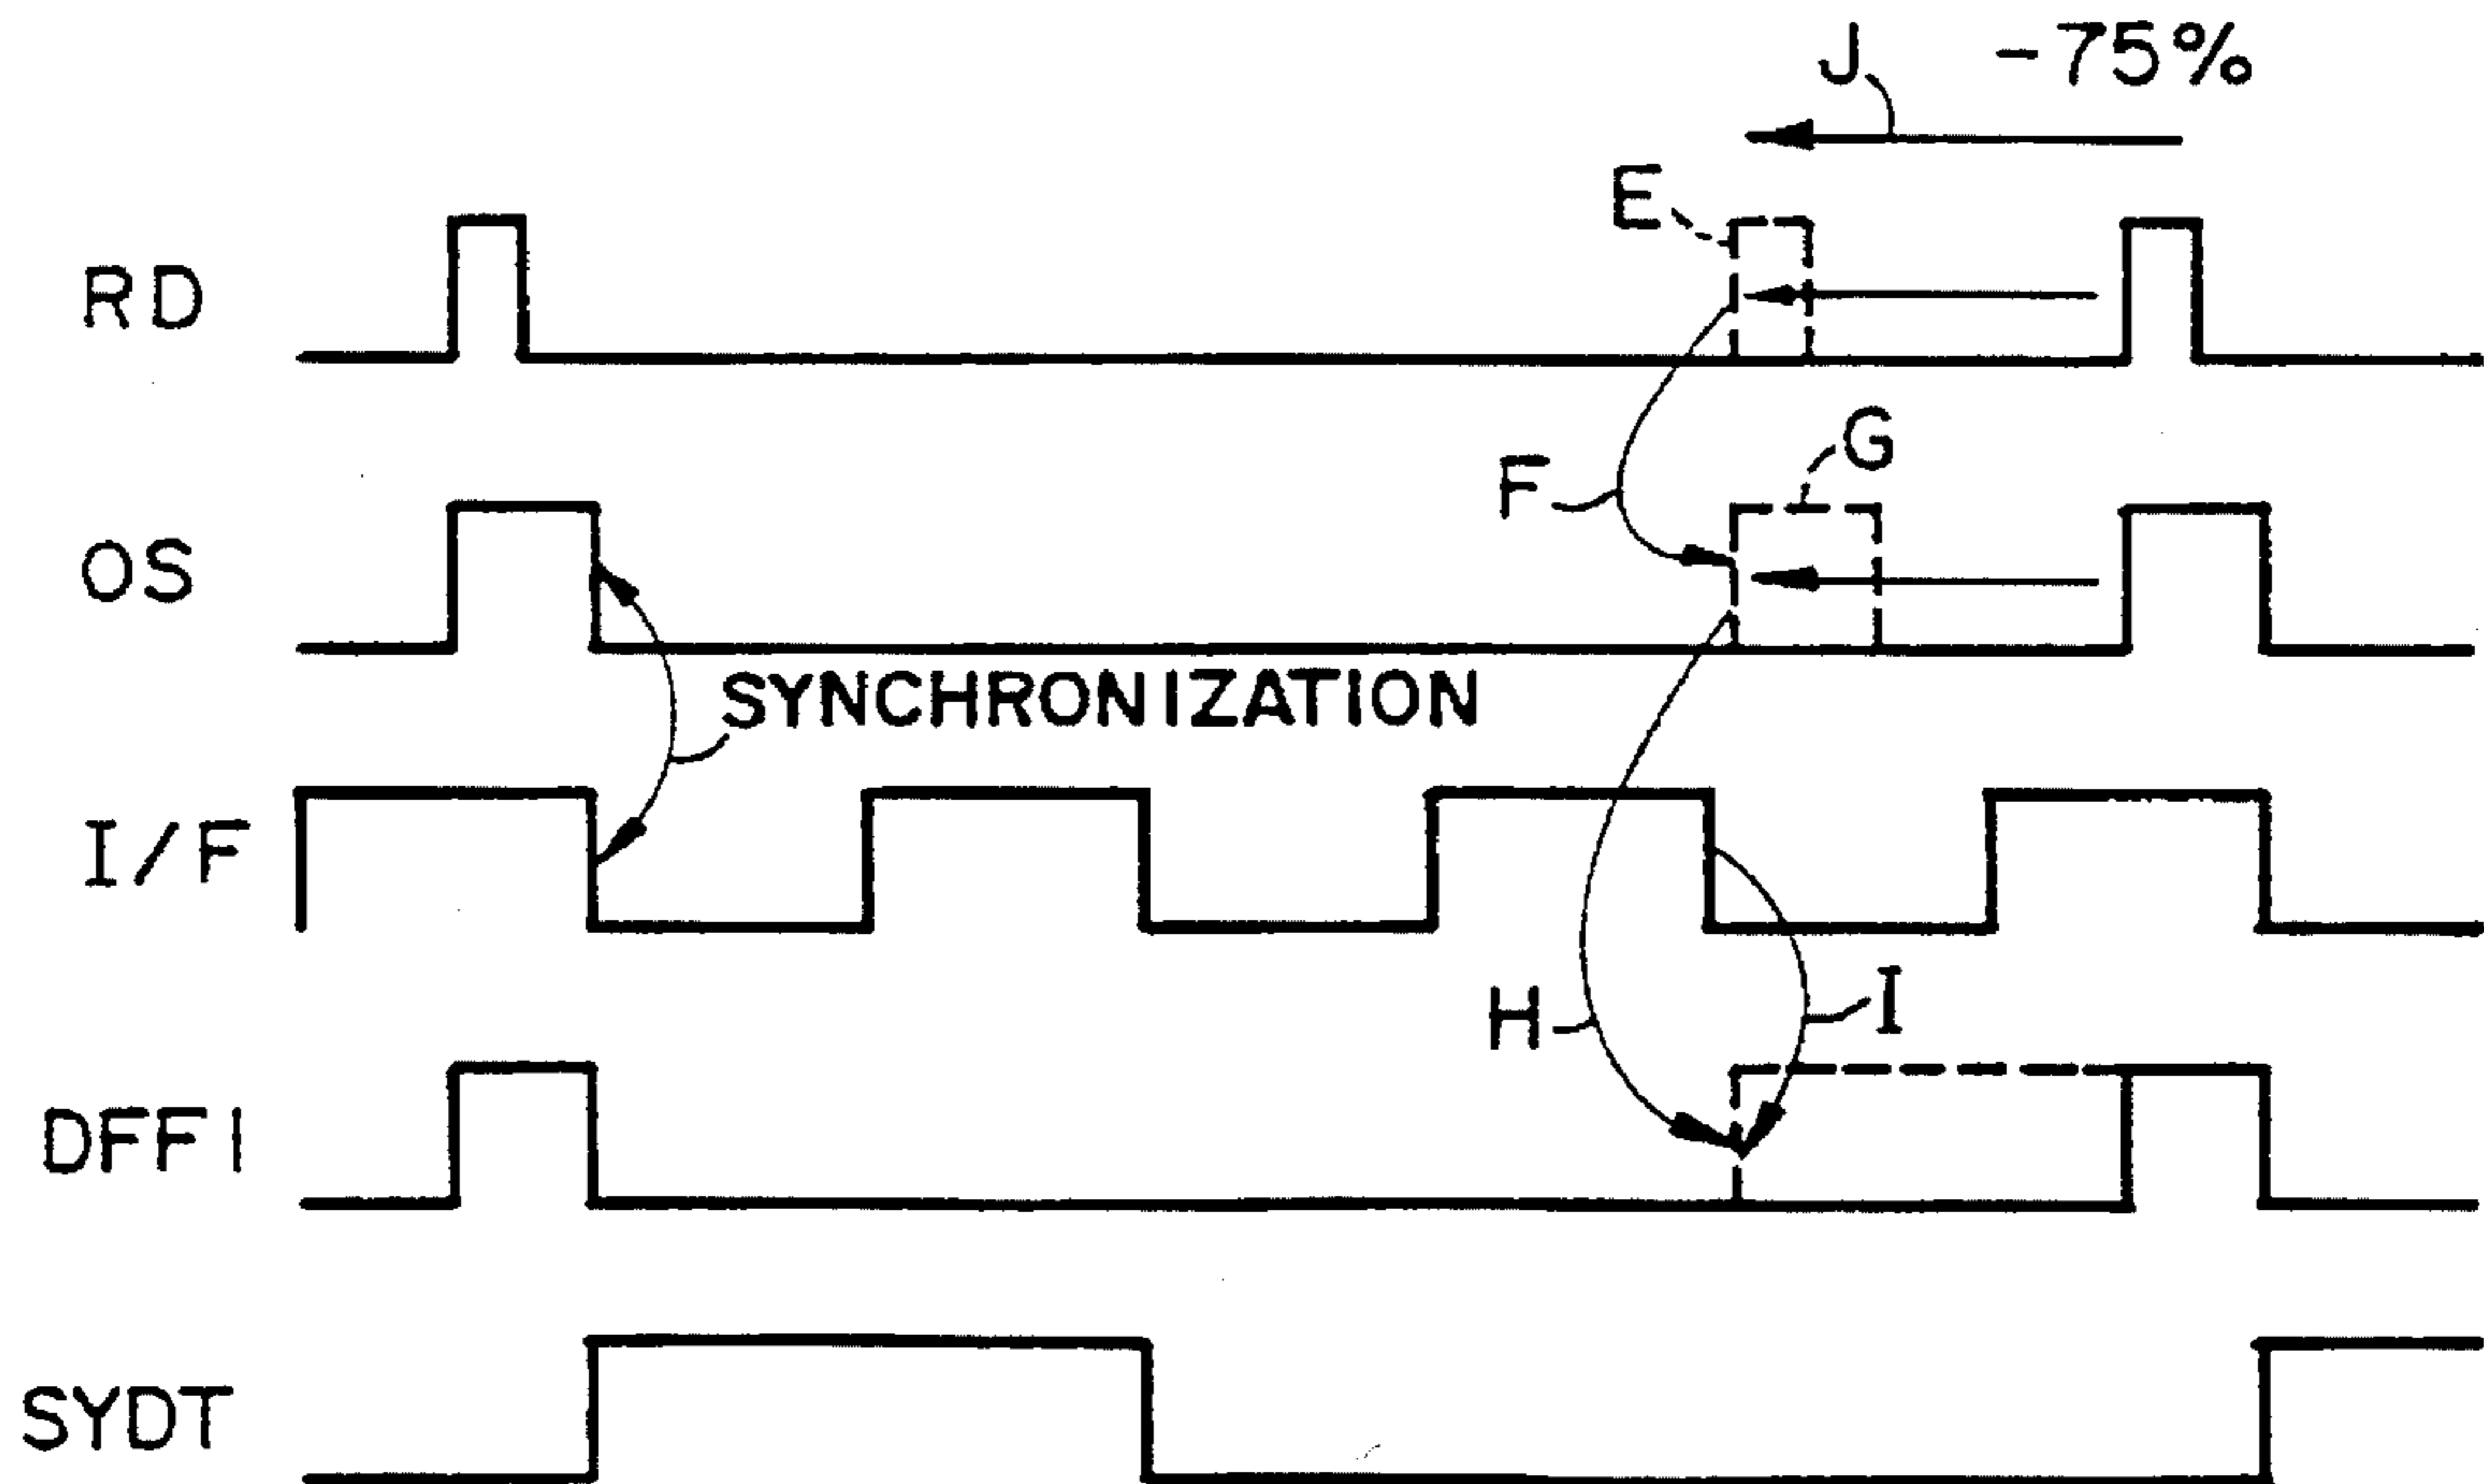 J -75%
E
RD
G
F
OS
SYNCHRONIZATION
I/F
H I
DFF1
SYDT